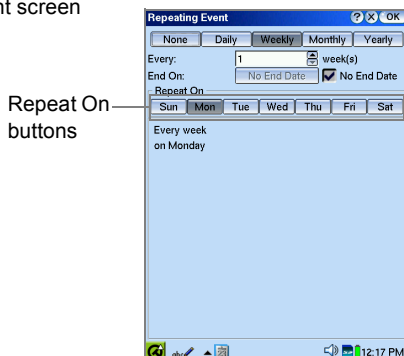 nt screen
Repeating Event ? X OK
None Daily Weekly Monthly Yearly
Every: 1 week(s)
End On: No End Date No End Date
Repeat On
Sun Mon Tue Wed Thu Fri Sat
Repeat On
buttons
Every week
on Monday
abc 12:17 PM